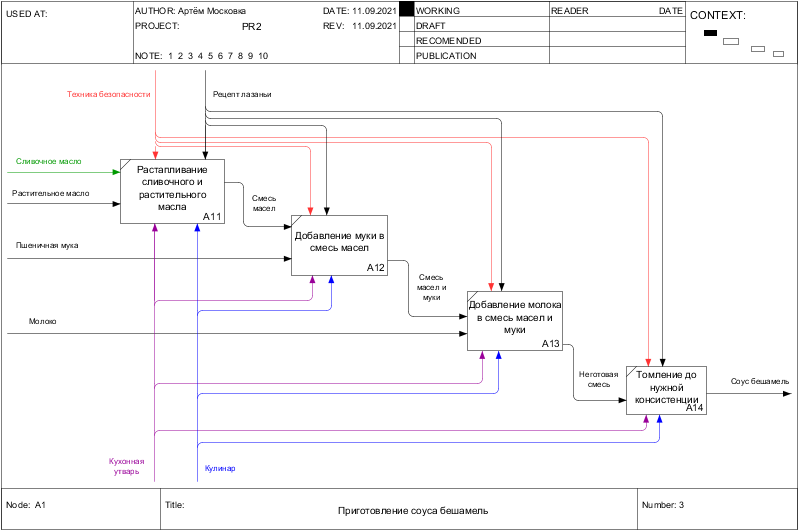 USED AT:
AUTHOR: Артём Московка
DATE: 11.09.2021
WORKING
READER
DATE
CONTEXT:
PROJECT:
PR2
REV: 11.09.2021
DRAFT
RECOMENDED
NOTE: 1 2 3 4 5 6 7 8 9 10
PUBLICATION
Техника безопасности
Рецепт лазаньи
Сливочное масло
Растапливание
сливочного и
растительного
масла
A11
Растительное масло
Смесь
масел
Пшеничная мука
Добавление муки в
смесь масел
A12
Смесь
масел и
муки
Молоко
Добавление молока
в смесь масел и
муки
A13
Неготовая
смесь
Томление до
нужной
консистенции
A14
Соус бешамель
Кухонная
утварь
Кулинар
Node: A1
Title:
Приготовление соуса бешамель
Number: 3